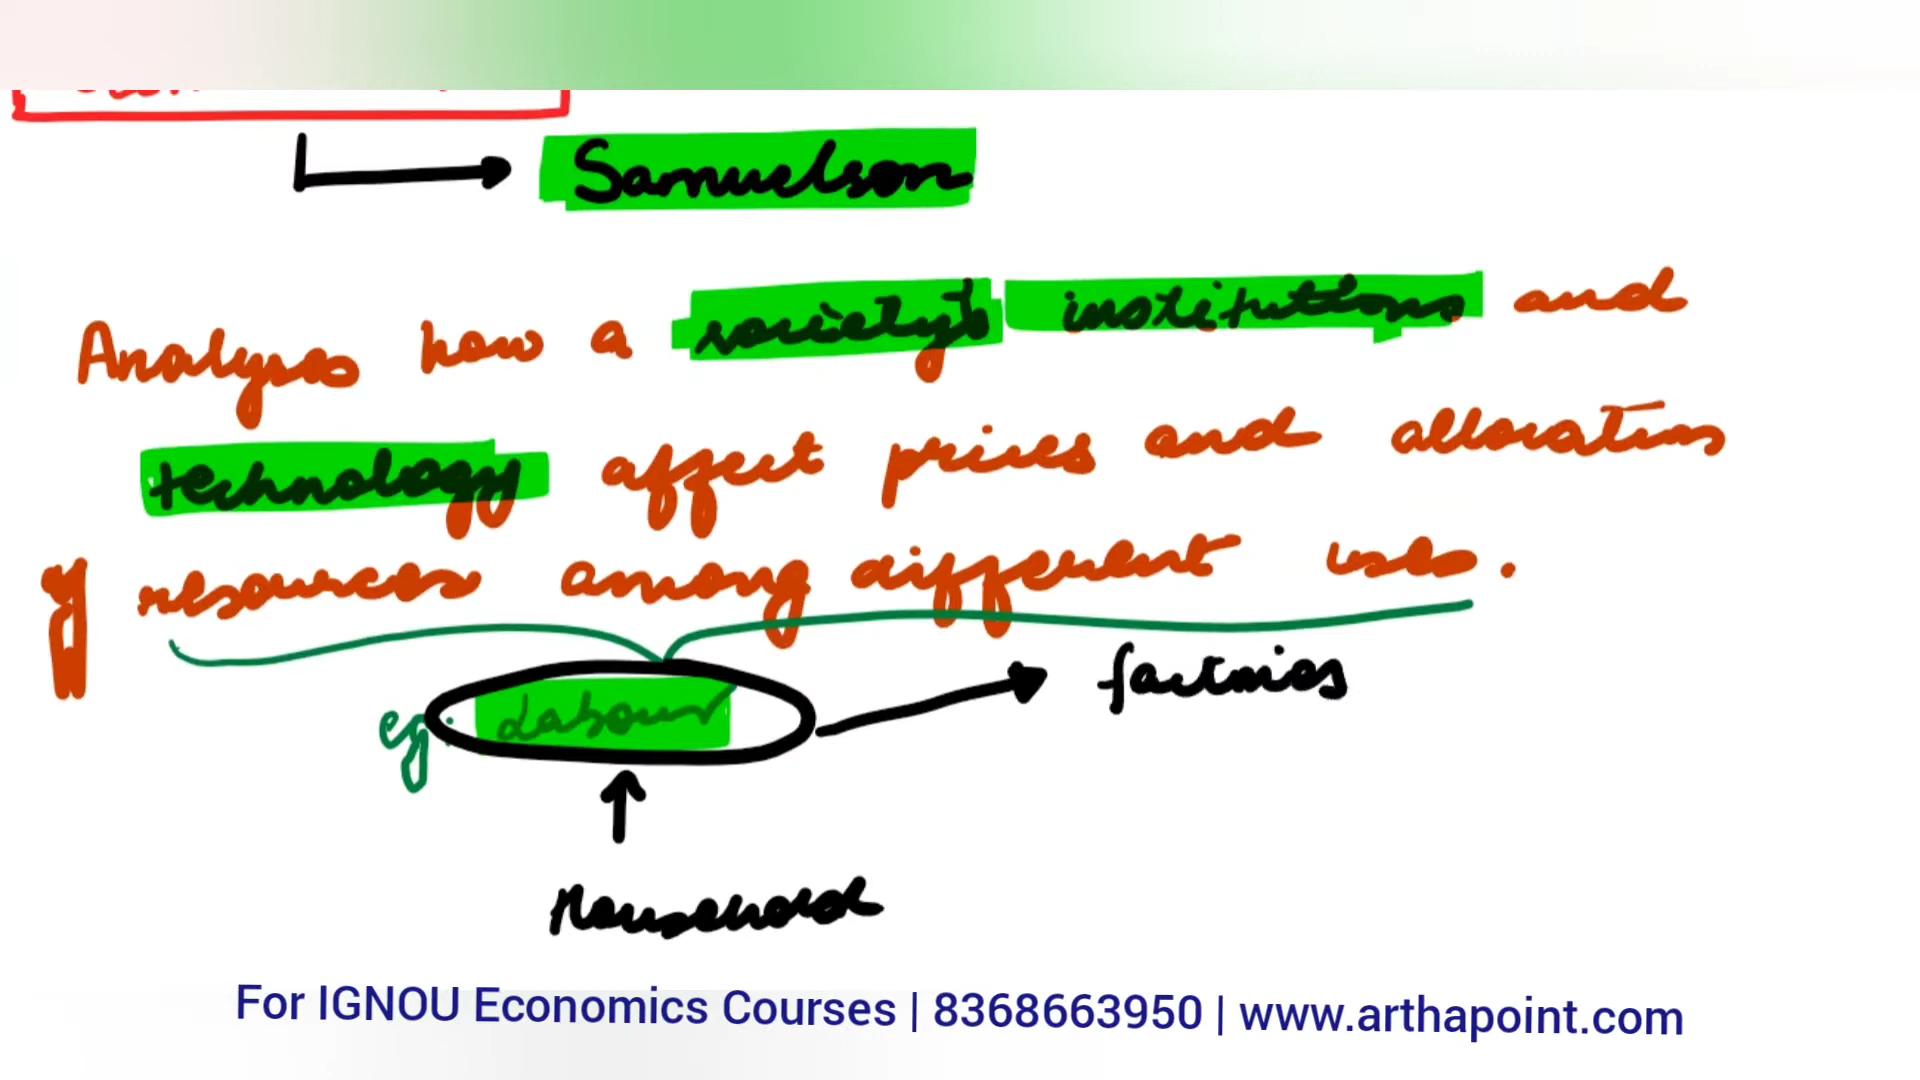 Samuelson
Analyses how a society's institutions and
technology affect prices and allocation
of resources among different uses.
eg: Labour
factories
Household
For IGNOU Economics Courses | 8368663950 | www.arthapoint.com